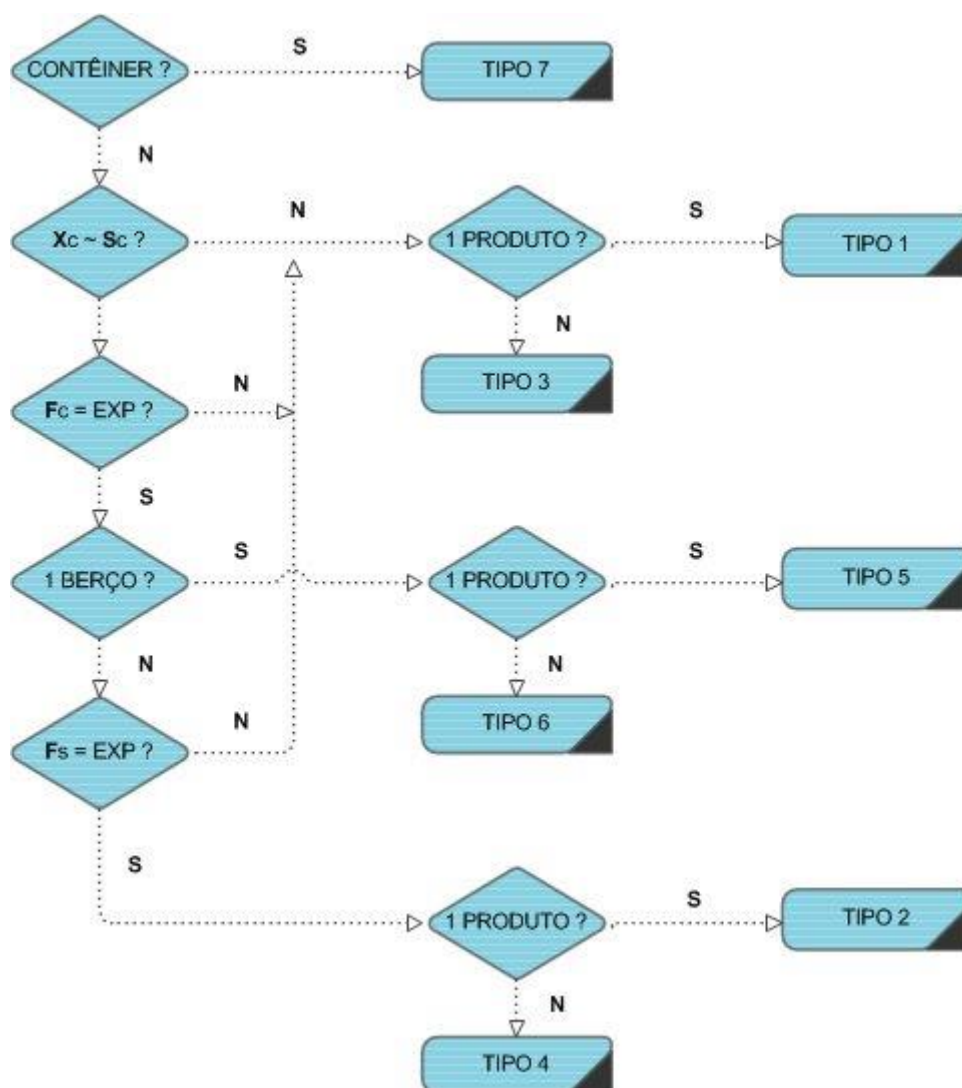 CONTÊINER ?
S
TIPO 7
N
Xc ~ Sc ?
N
1 PRODUTO ?
S
TIPO 1
N
TIPO 3
Fc = EXP ?
N
S
1 BERÇO ?
S
1 PRODUTO ?
S
TIPO 5
N
N
TIPO 6
Fs = EXP ?
N
S
1 PRODUTO ?
S
TIPO 2
N
TIPO 4